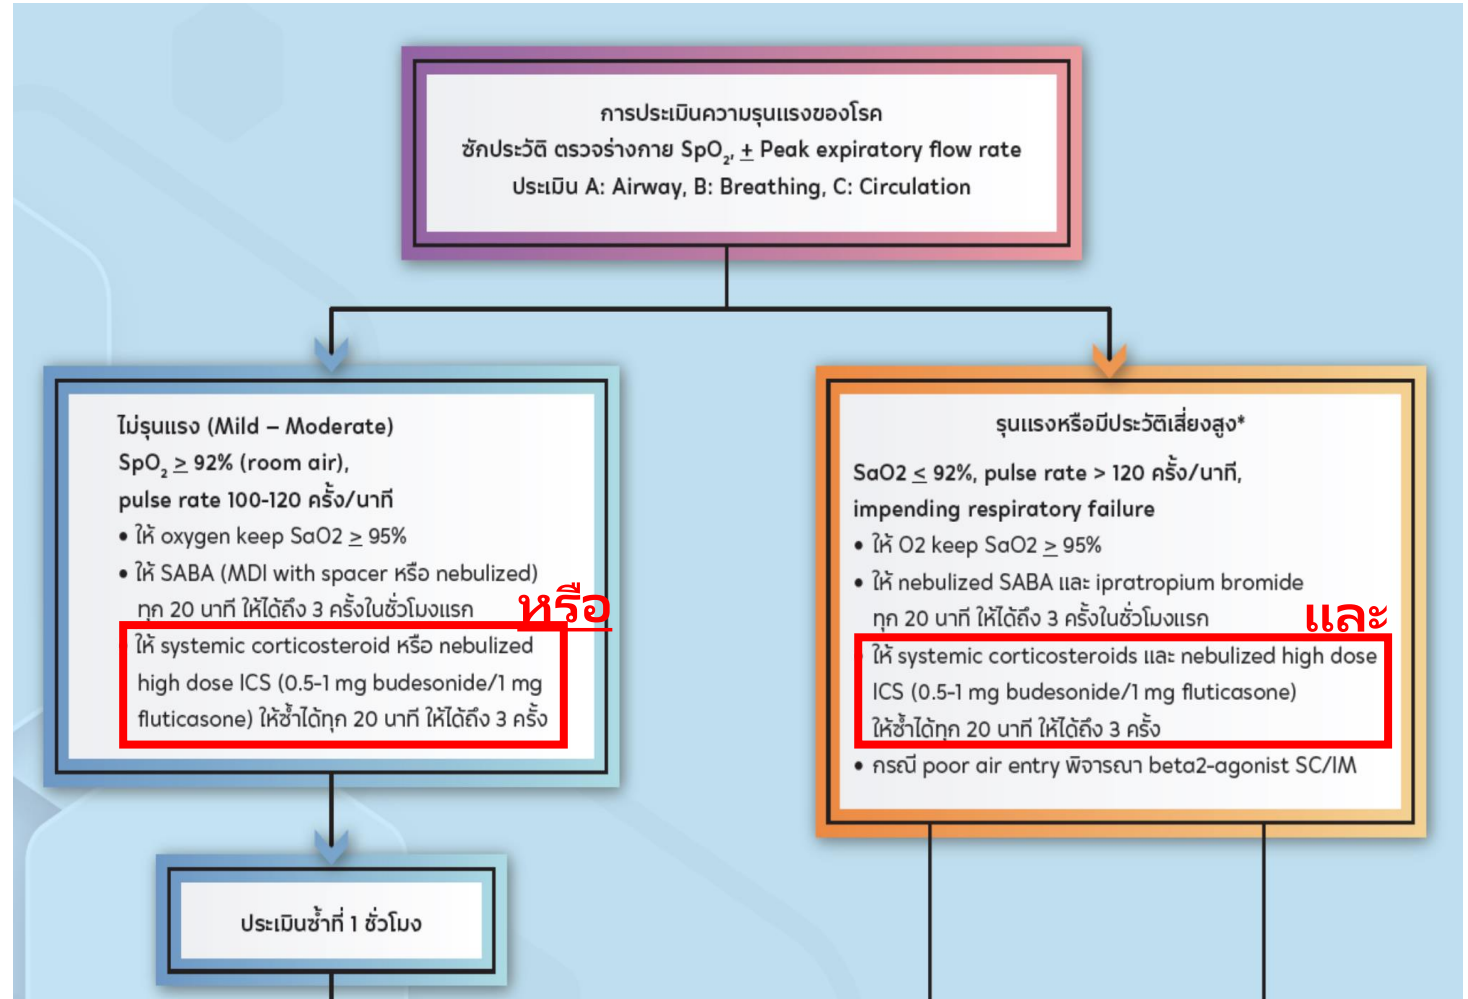 การประเมินความรุนแรงของโรค
ซักประวัติ ตรวจร่างกาย SpO₂, ± Peak expiratory flow rate
ประเมิน A: Airway, B: Breathing, C: Circulation
ไม่รุนแรง (Mild – Moderate)
SpO₂ ≥ 92% (room air),
pulse rate 100-120 ครั้ง/นาที
• ให้ oxygen keep SaO2 ≥ 95%
• ให้ SABA (MDI with spacer หรือ nebulized)
ทุก 20 นาที ให้ได้ถึง 3 ครั้งในชั่วโมงแรก
หรือ
• ให้ systemic corticosteroid หรือ nebulized
high dose ICS (0.5-1 mg budesonide/1 mg
fluticasone) ให้ซ้ำได้ทุก 20 นาที ให้ได้ถึง 3 ครั้ง
ประเมินซ้ำที่ 1 ชั่วโมง
รุนแรงหรือมีประวัติเสี่ยงสูง*
SaO2 ≤ 92%, pulse rate > 120 ครั้ง/นาที,
impending respiratory failure
• ให้ O2 keep SaO2 ≥ 95%
• ให้ nebulized SABA และ ipratropium bromide
ทุก 20 นาที ให้ได้ถึง 3 ครั้งในชั่วโมงแรก
และ
• ให้ systemic corticosteroids และ nebulized high dose
ICS (0.5-1 mg budesonide/1 mg fluticasone)
ให้ซ้ำได้ทุก 20 นาที ให้ได้ถึง 3 ครั้ง
• กรณี poor air entry พิจารณา beta2-agonist SC/IM